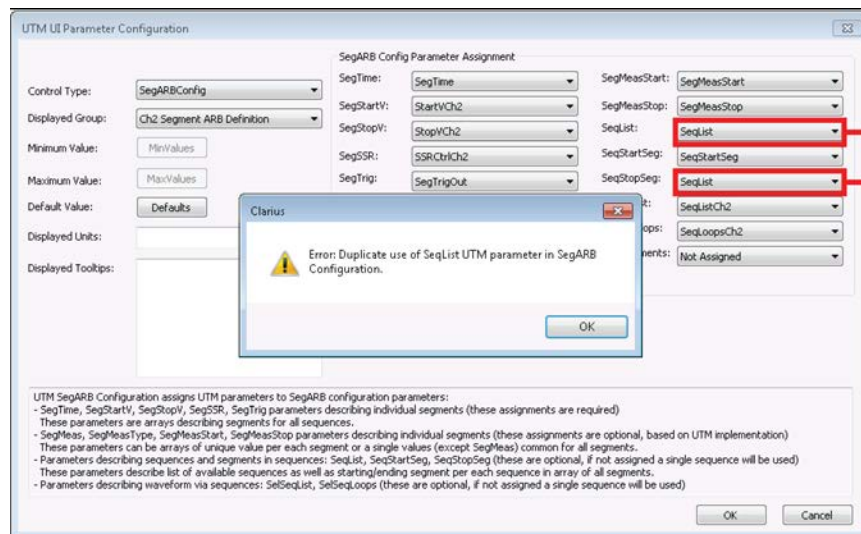 UTM UI Parameter Configuration
SegARB Config Parameter Assignment
Control Type: SegARBConfig
Displayed Group: Ch2 Segment ARB Definition
Minimum Value: MinValues
Maximum Value: MaxValues
Default Value: Defaults
Displayed Units:
Displayed Tooltips:
SegTime: SegTime
SegStartV: StartVCh2
SegStopV: StopVCh2
SegSSR: SSRCtrlCh2
SegTrig: SegTrigOut
SegMeasStart: SegMeasStart
SegMeasStop: SegMeasStop
SeqList: SeqList
SeqStartSeg: SeqStartSeg
SeqStopSeg: SeqList
SeqListCh2
SeqLoopsCh2
Not Assigned
Clarius
Error: Duplicate use of SeqList UTM parameter in SegARB
Configuration.
OK
UTM SegARB Configuration assigns UTM parameters to SegARB configuration parameters:
- SegTime, SegStartV, SegStopV, SegSSR, SegTrig parameters describing individual segments (these assignments are required)
These parameters are arrays describing segments for all sequences.
- SegMeas, SegMeasType, SegMeasStart, SegMeasStop parameters describing individual segments (these assignments are optional, based on UTM implementation)
These parameters can be arrays of unique value per each segment or a single values (except SegMeas) common for all segments.
- Parameters describing sequences and segments in sequences: SeqList, SeqStartSeg, SeqStopSeg (these are optional, if not assigned a single sequence will be used)
These parameters describe list of available sequences as well as starting/ending segment per each sequence in array of all segments.
- Parameters describing waveform via sequences: SelSeqList, SelSeqLoops (these are optional, if not assigned a single sequence will be used)
OK Cancel